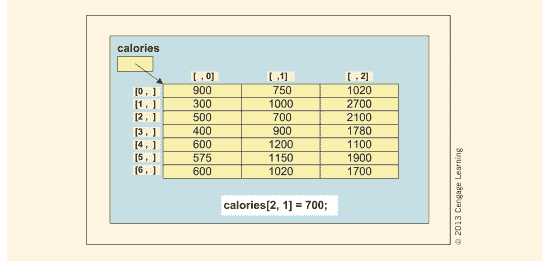 calories
[ , 0] [ ,1] [ , 2]
[0 , ] 900 750 1020
[1 , ] 300 1000 2700
[2 , ] 500 700 2100
[3 , ] 400 900 1780
[4 , ] 600 1200 1100
[5 , ] 575 1150 1900
[6 , ] 600 1020 1700
calories[2, 1] = 700;
© 2013 Cengage Learning